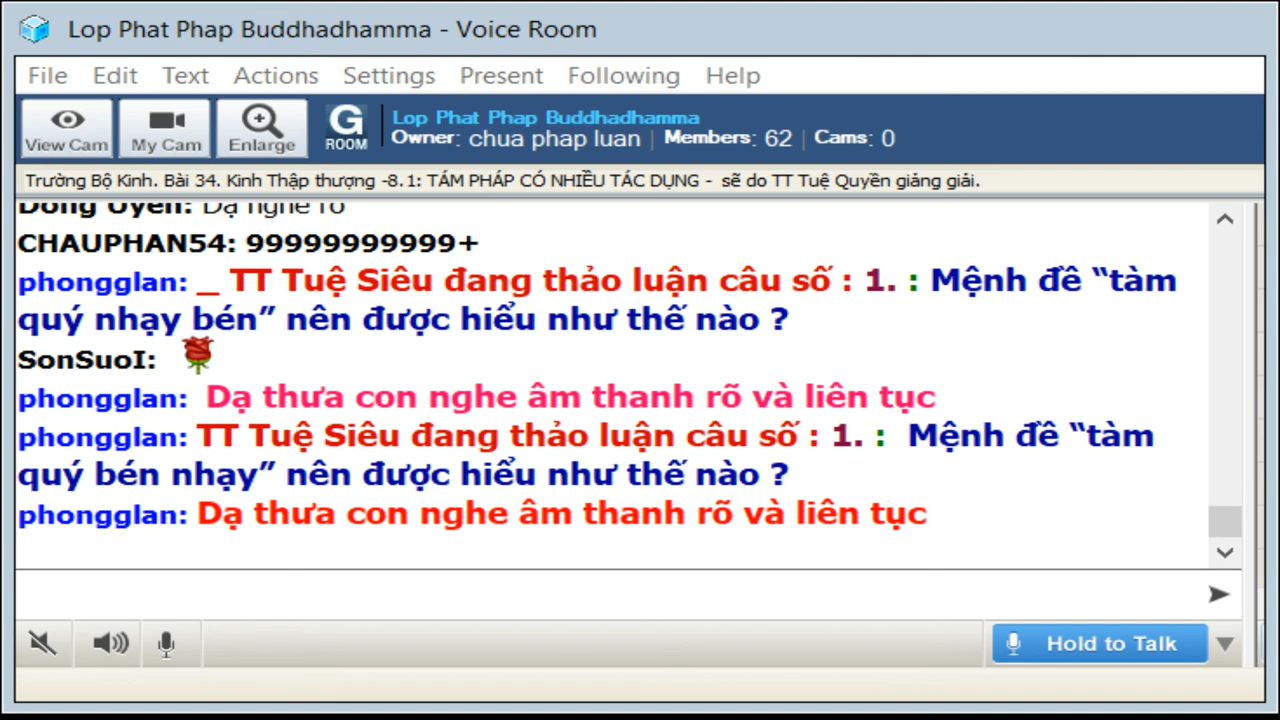 Lop Phat Phap Buddhadhamma - Voice Room
File Edit Text Actions Settings Present Following Help
View Cam My Cam Enlarge G ROOM
Lop Phat Phap Buddhadhamma
Owner: chua phap luan | Members: 62 | Cams: 0
Trường Bộ Kinh. Bài 34. Kinh Thập thượng -8.1: TÁM PHÁP CÓ NHIỀU TÁC DỤNG - sẽ do TT Tuệ Quyền giảng giải.
Dong Uyen: Dạ nghe rõ
CHAUPHAN54: 99999999999+
phongglan: _ TT Tuệ Siêu đang thảo luận câu số : 1. : Mệnh đề “tàm
quý nhạy bén” nên được hiểu như thế nào ?
SonSuoI:
phongglan: Dạ thưa con nghe âm thanh rõ và liên tục
phongglan: TT Tuệ Siêu đang thảo luận câu số : 1. : Mệnh đề “tàm
quý bén nhạy” nên được hiểu như thế nào ?
phongglan: Dạ thưa con nghe âm thanh rõ và liên tục
Hold to Talk